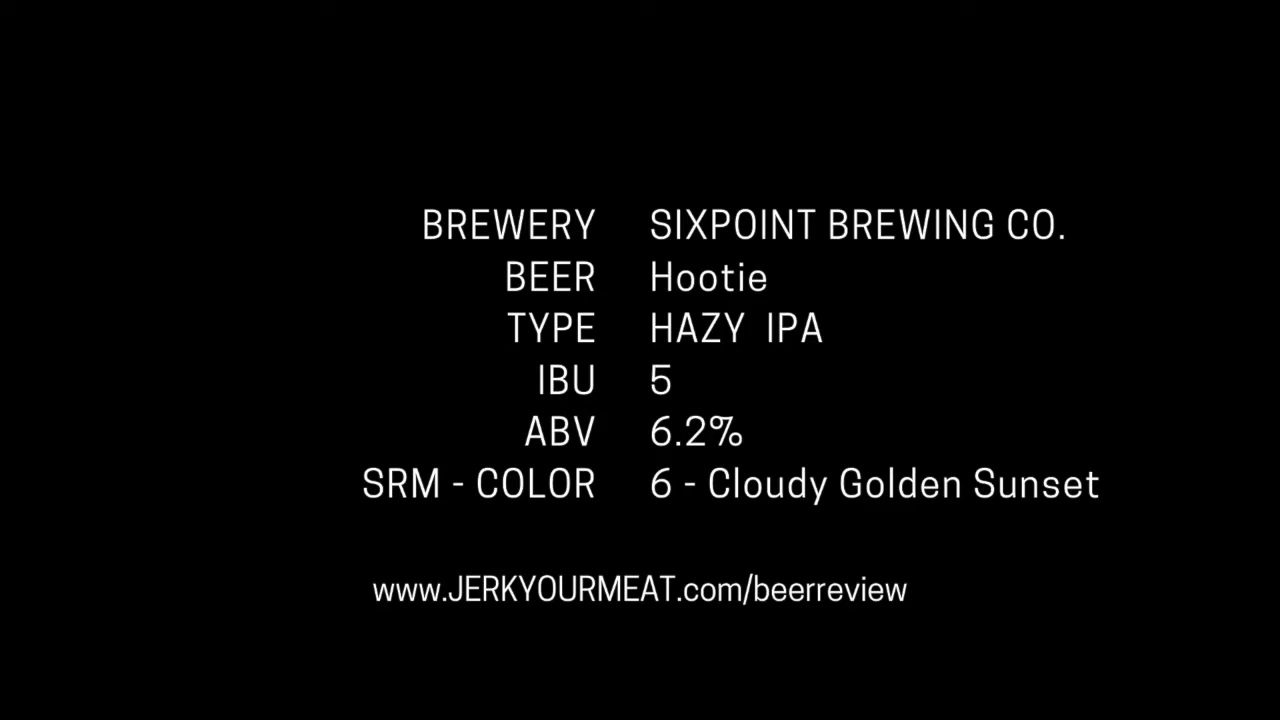 BREWERY SIXPOINT BREWING CO.
BEER Hootie
TYPE HAZY IPA
IBU 5
ABV 6.2%
SRM - COLOR 6 - Cloudy Golden Sunset
www.JERKYOURMEAT.com/beerreview